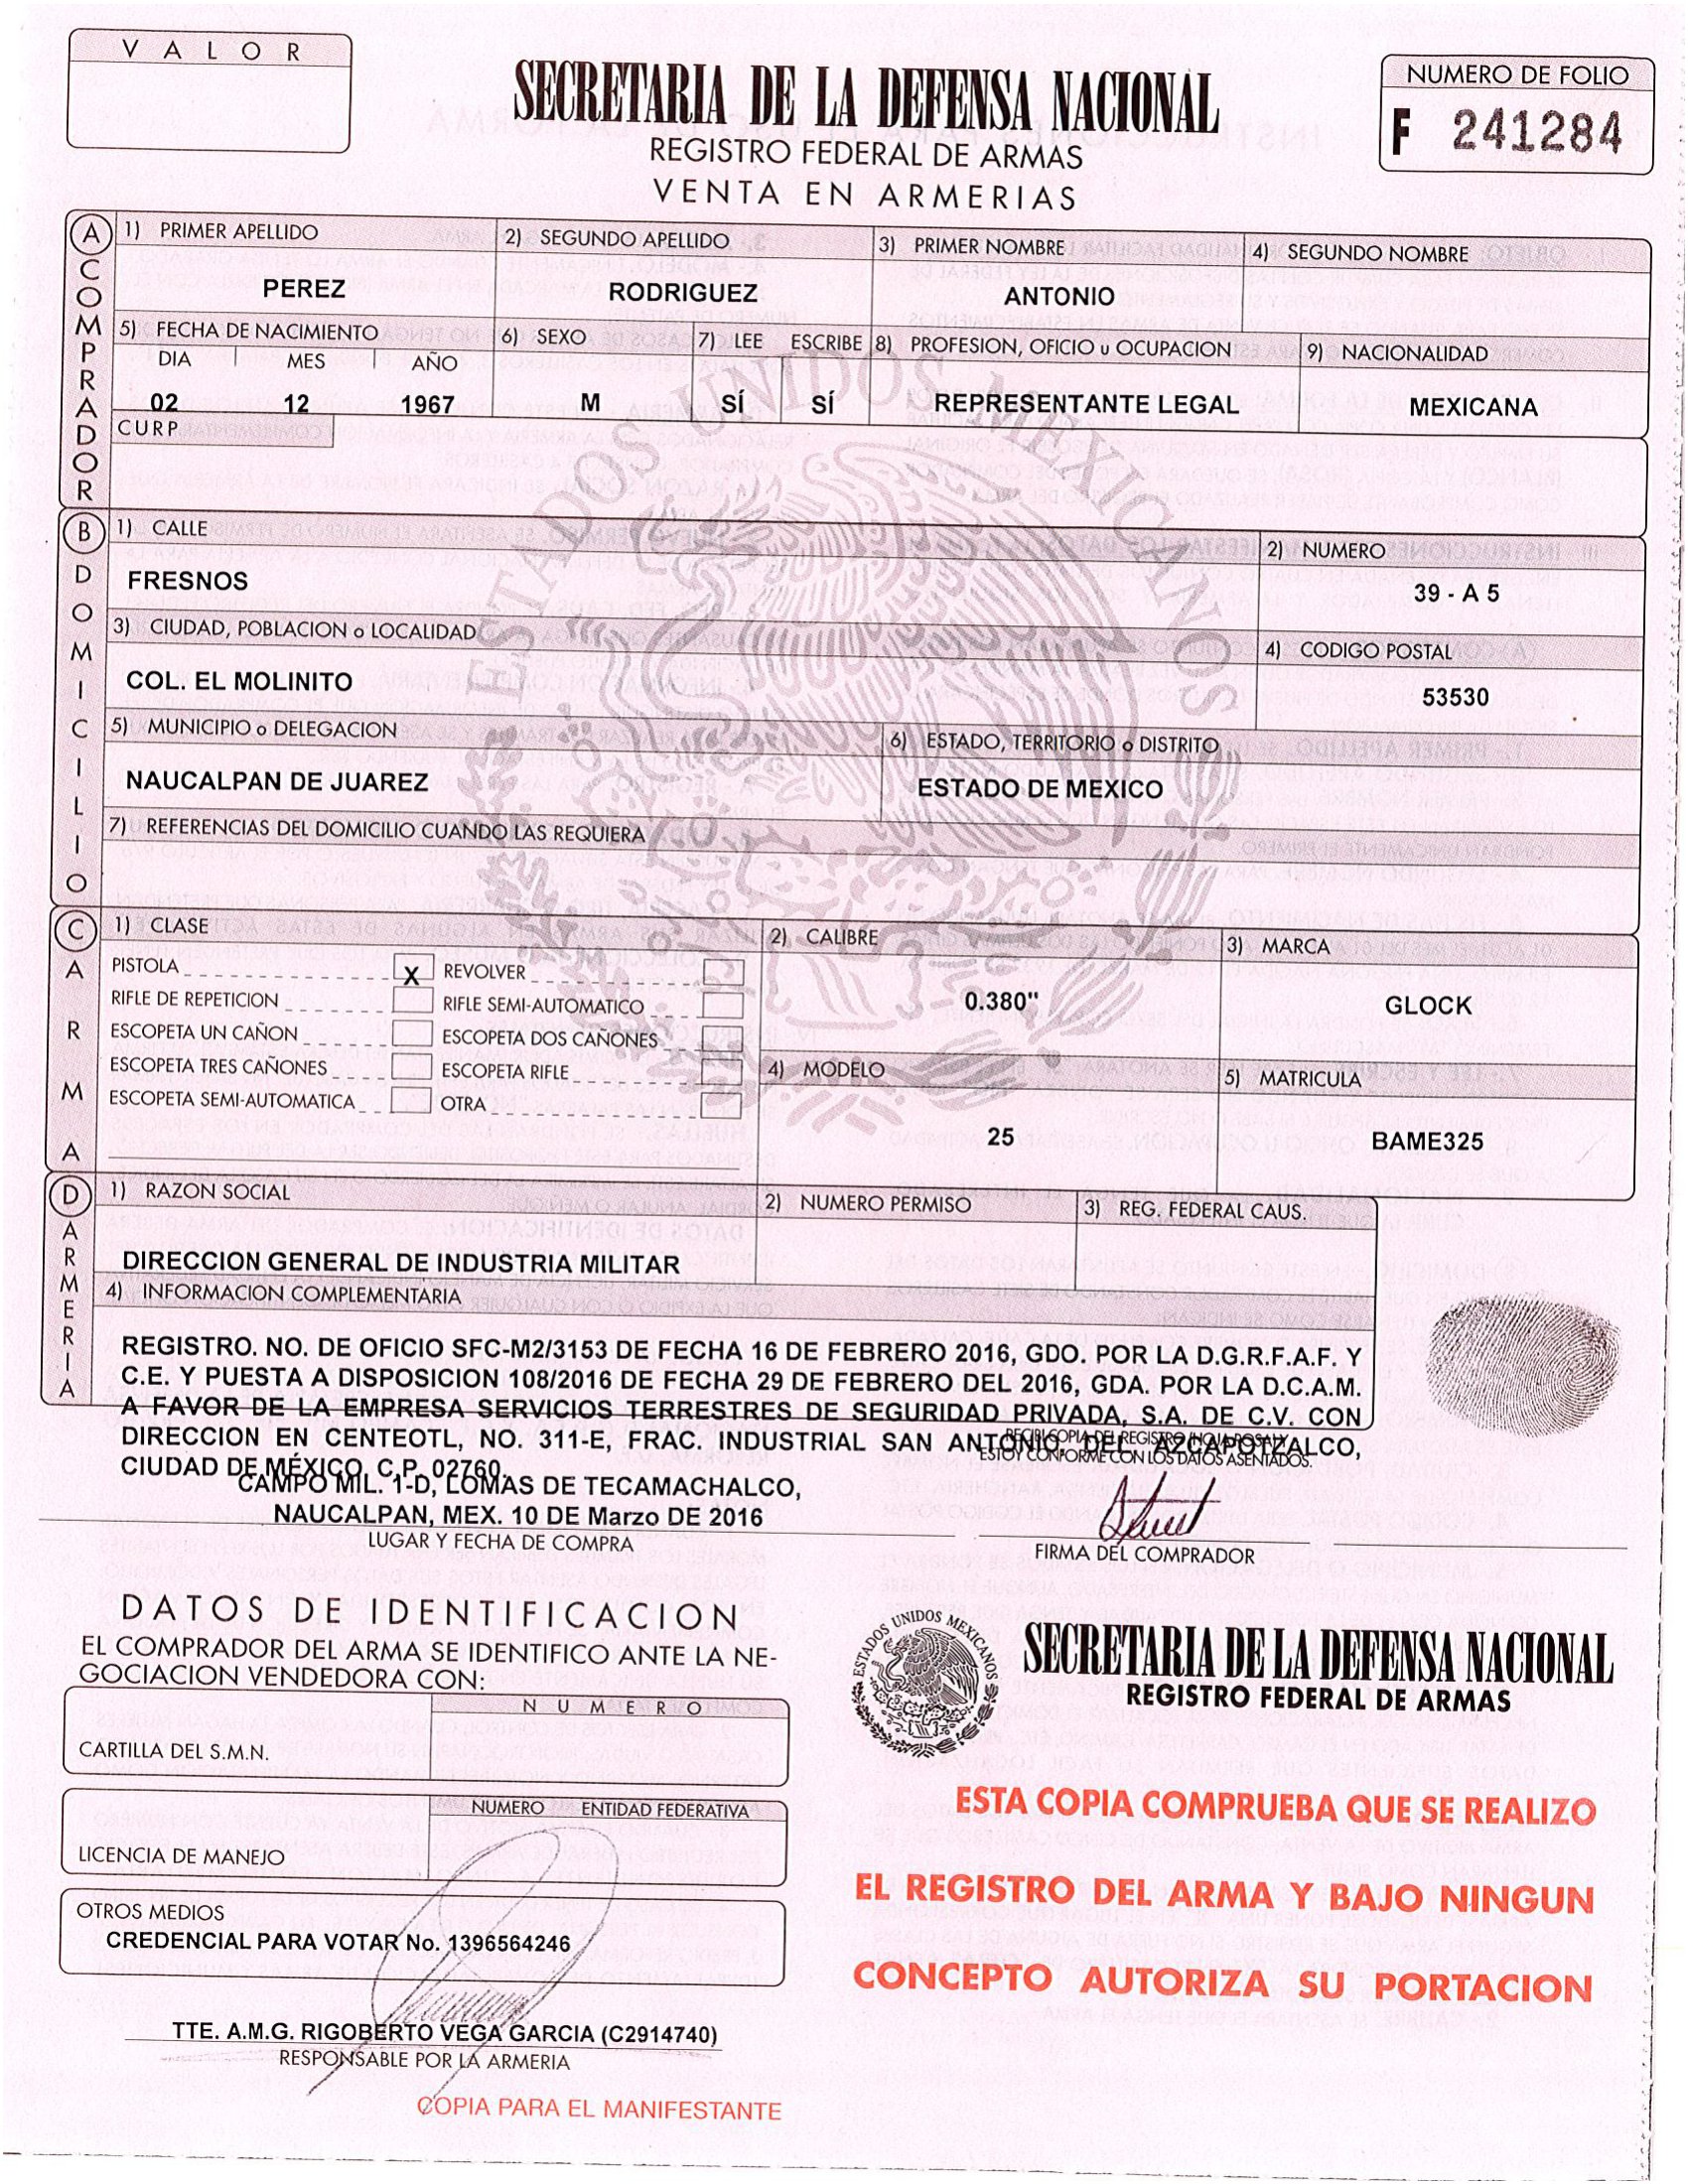 VALOR
SECRETARIA DE LA DEFENSA NACIONAL
REGISTRO FEDERAL DE ARMAS
VENTA EN ARMERIAS
NUMERO DE FOLIO
F 241284
A COMPRADOR
1) PRIMER APELLIDO 2) SEGUNDO APELLIDO 3) PRIMER NOMBRE 4) SEGUNDO NOMBRE
PEREZ RODRIGUEZ ANTONIO
5) FECHA DE NACIMIENTO 6) SEXO 7) LEE ESCRIBE 8) PROFESION, OFICIO u OCUPACION 9) NACIONALIDAD
DIA MES AÑO
02 12 1967 M SÍ SÍ REPRESENTANTE LEGAL MEXICANA
CURP
B DOMICILIO
1) CALLE 2) NUMERO
FRESNOS 39 - A 5
3) CIUDAD, POBLACION o LOCALIDAD 4) CODIGO POSTAL
COL. EL MOLINITO 53530
5) MUNICIPIO o DELEGACION 6) ESTADO, TERRITORIO o DISTRITO
NAUCALPAN DE JUAREZ ESTADO DE MEXICO
7) REFERENCIAS DEL DOMICILIO CUANDO LAS REQUIERA
ESTADOS UNIDOS MEXICANOS
C ARMA
1) CLASE 2) CALIBRE 3) MARCA
PISTOLA X REVOLVER
RIFLE DE REPETICION RIFLE SEMI-AUTOMATICO 0.380" GLOCK
ESCOPETA UN CAÑON ESCOPETA DOS CAÑONES
ESCOPETA TRES CAÑONES ESCOPETA RIFLE 4) MODELO 5) MATRICULA
ESCOPETA SEMI-AUTOMATICA OTRA
25 BAME325
D ARMERIA
1) RAZON SOCIAL 2) NUMERO PERMISO 3) REG. FEDERAL CAUS.
DIRECCION GENERAL DE INDUSTRIA MILITAR
4) INFORMACION COMPLEMENTARIA
REGISTRO. NO. DE OFICIO SFC-M2/3153 DE FECHA 16 DE FEBRERO 2016, GDO. POR LA D.G.R.F.A.F. Y
C.E. Y PUESTA A DISPOSICION 108/2016 DE FECHA 29 DE FEBRERO DEL 2016, GDA. POR LA D.C.A.M.
A FAVOR DE LA EMPRESA SERVICIOS TERRESTRES DE SEGURIDAD PRIVADA, S.A. DE C.V. CON
DIRECCION EN CENTEOTL, NO. 311-E, FRAC. INDUSTRIAL SAN ANTONIO, DEL. AZCAPOTZALCO,
CIUDAD DE MÉXICO, C.P. 02760.
RECIBI COPIA DEL REGISTRO (HOJA ROSA) Y
ESTOY CONFORME CON LOS DATOS ASENTADOS.
CAMPO MIL. 1-D, LOMAS DE TECAMACHALCO,
NAUCALPAN, MEX. 10 DE Marzo DE 2016
LUGAR Y FECHA DE COMPRA
FIRMA DEL COMPRADOR
DATOS DE IDENTIFICACION
EL COMPRADOR DEL ARMA SE IDENTIFICO ANTE LA NE-
GOCIACION VENDEDORA CON:
NUMERO
CARTILLA DEL S.M.N.
NUMERO ENTIDAD FEDERATIVA
LICENCIA DE MANEJO
OTROS MEDIOS
CREDENCIAL PARA VOTAR No. 1396564246
TTE. A.M.G. RIGOBERTO VEGA GARCIA (C2914740)
RESPONSABLE POR LA ARMERIA
COPIA PARA EL MANIFESTANTE
ESTADOS UNIDOS MEXICANOS
SECRETARIA DE LA DEFENSA NACIONAL
REGISTRO FEDERAL DE ARMAS
ESTA COPIA COMPRUEBA QUE SE REALIZO
EL REGISTRO DEL ARMA Y BAJO NINGUN
CONCEPTO AUTORIZA SU PORTACION